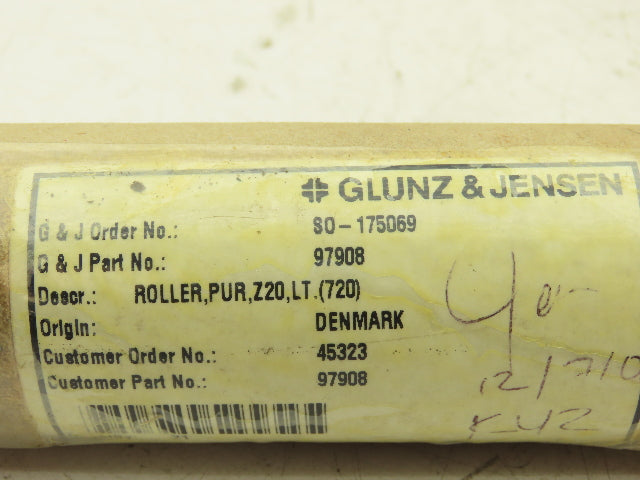 GLUNZ & JENSEN
G & J Order No.: SO-175069
G & J Part No.: 97908
Descr.: ROLLER,PUR,Z20,LT.(720)
Origin: DENMARK
Customer Order No.: 45323
Customer Part No.: 97908